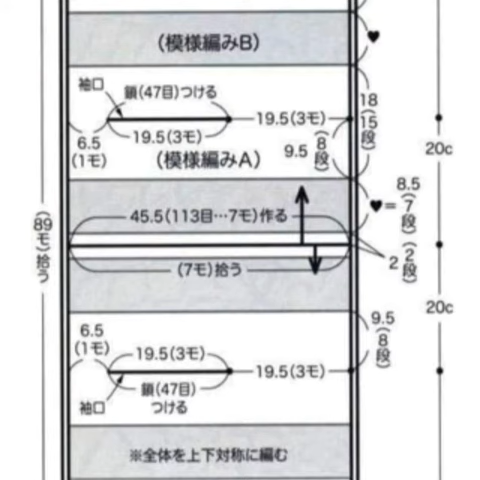 (模様編みB)
♥
袖口
鎖(47目)つける
19.5(3モ)
18(15段)
6.5
(1モ)
19.5(3モ)
9.5(8段)
(模様編みA)
20c
8.5(7段)
♥=
45.5(113目…7モ)作る
(89モ)拾う
2(2段)
(7モ)拾う
20c
6.5
(1モ)
19.5(3モ)
9.5(8段)
19.5(3モ)
鎖(47目)
つける
袖口
※全体を上下対称に編む